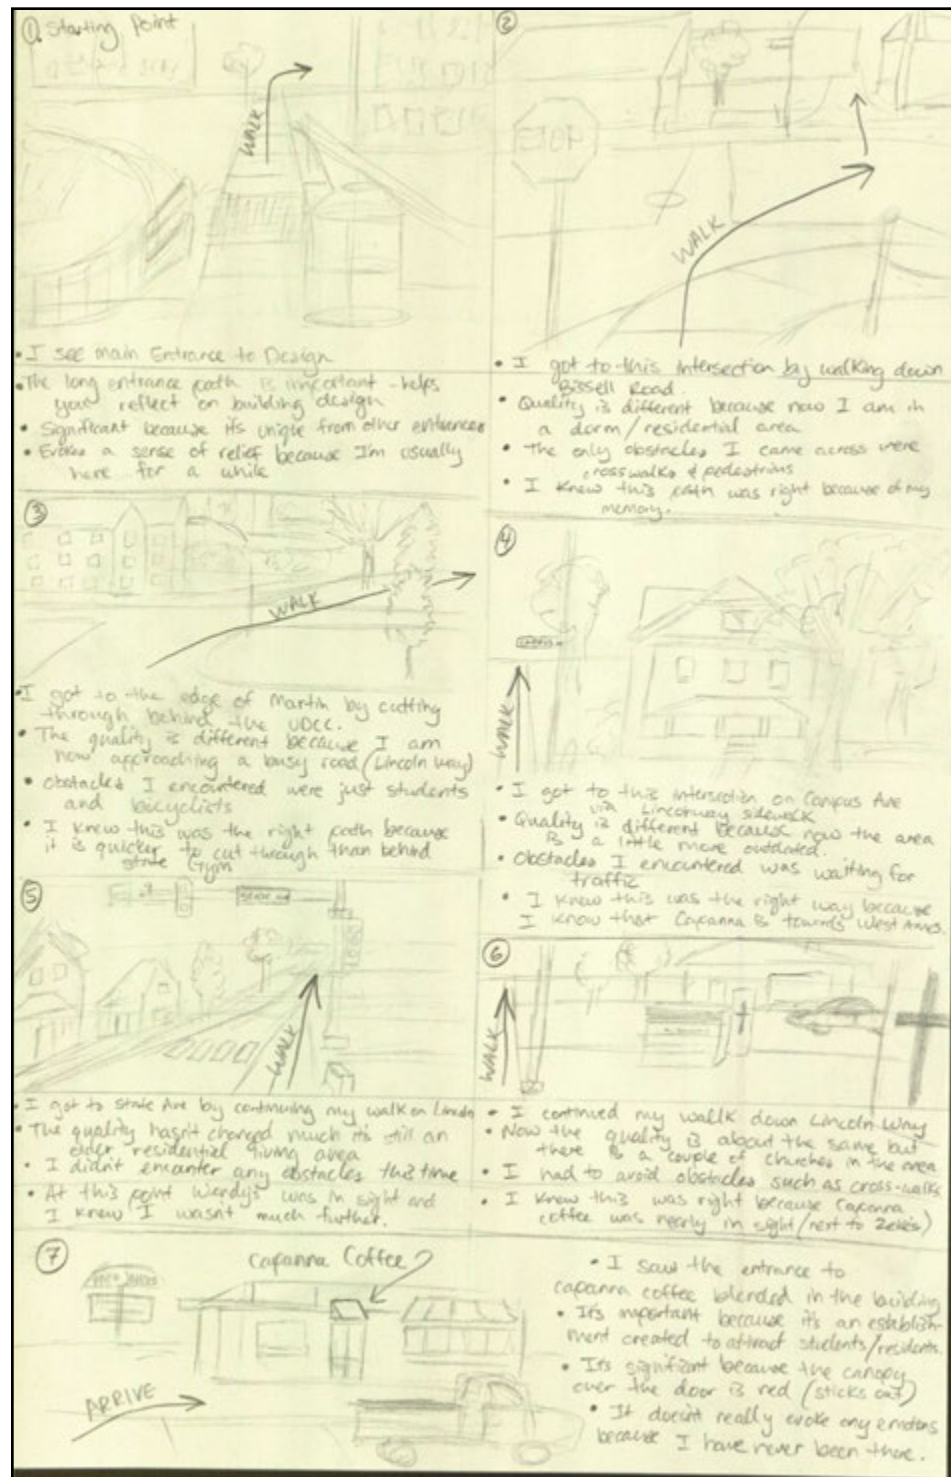 1. Starting Point
WALK
• I see main Entrance to Design
• The long entrance path is important - helps
you reflect on building design
• Significant because its unique from other entrances
• Evokes a sense of relief because I'm usually
here for a while
2
STOP
WALK
• I got to this intersection by walking down
Bissell Road.
• Quality is different because now I am in
a dorm/residential area
• The only obstacles I came across were
crosswalks & pedestrians
• I knew this path was right because of my
memory.
3
WALK
• I got to the edge of Martin by cutting
through behind the UDCC.
• The quality is different because I am
now approaching a busy road (Lincoln Way)
• Obstacles I encountered were just students
and bicyclists
• I knew this was the right path because
it is quicker to cut through than behind
State Gym
4
WALK
• I got to this intersection on Campus Ave
via Lincolnway sidewalk
• Quality is different because now the area
is a little more outdated.
• Obstacles I encountered was waiting for
traffic
• I knew this was the right way because
I know that Capanna is towards West Ames.
5
WALK
• I got to State Ave by continuing my walk on Lincoln
• The quality hasn't changed much its still an
older residential living area
• I didn't encounter any obstacles this time
• At this point Wendy's was in sight and
I knew I wasn't much further.
6
WALK
• I continued my wallk down Lincoln Way
• Now the quality is about the same but
there is a couple of churches in the area
• I had to avoid obstacles such as cross-walks
• I knew this was right because Capanna
coffee was nearly in sight (next to Zeke's)
7
Capanna Coffee
ARRIVE
• I saw the entrance to
capanna coffee blended in the building
• It's important because it's an establish-
ment created to attract students/residents.
• Its significant because the canopy
over the door is red (sticks out)
• It doesn't really evoke any emotions
because I have never been there.